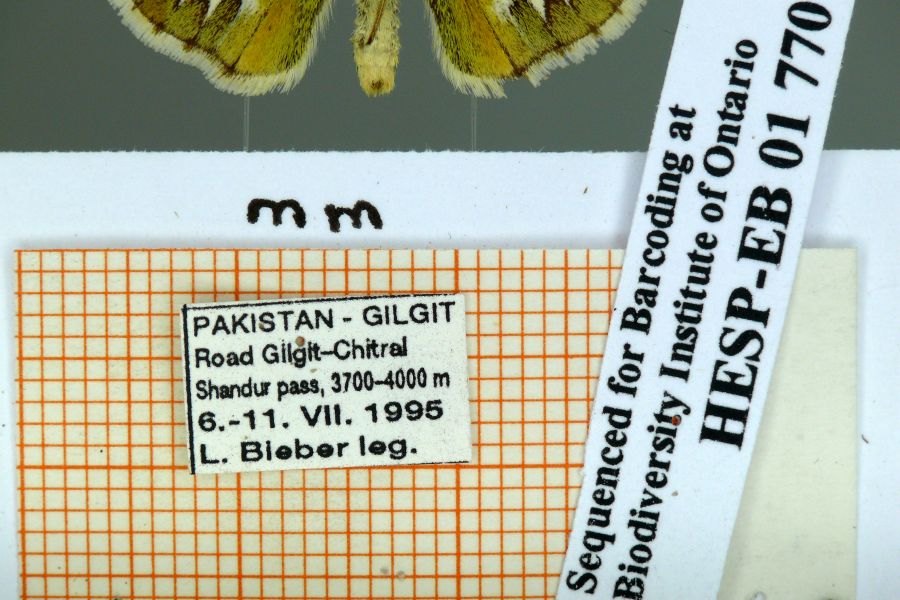 mm
PAKISTAN - GILGIT
Road Gilgit-Chitral
Shandur pass, 3700-4000 m
6.-11. VII. 1995
L. Bieber leg.
Sequenced for Barcoding at
Biodiversity Institute of Ontario
HESP-EB 01 770